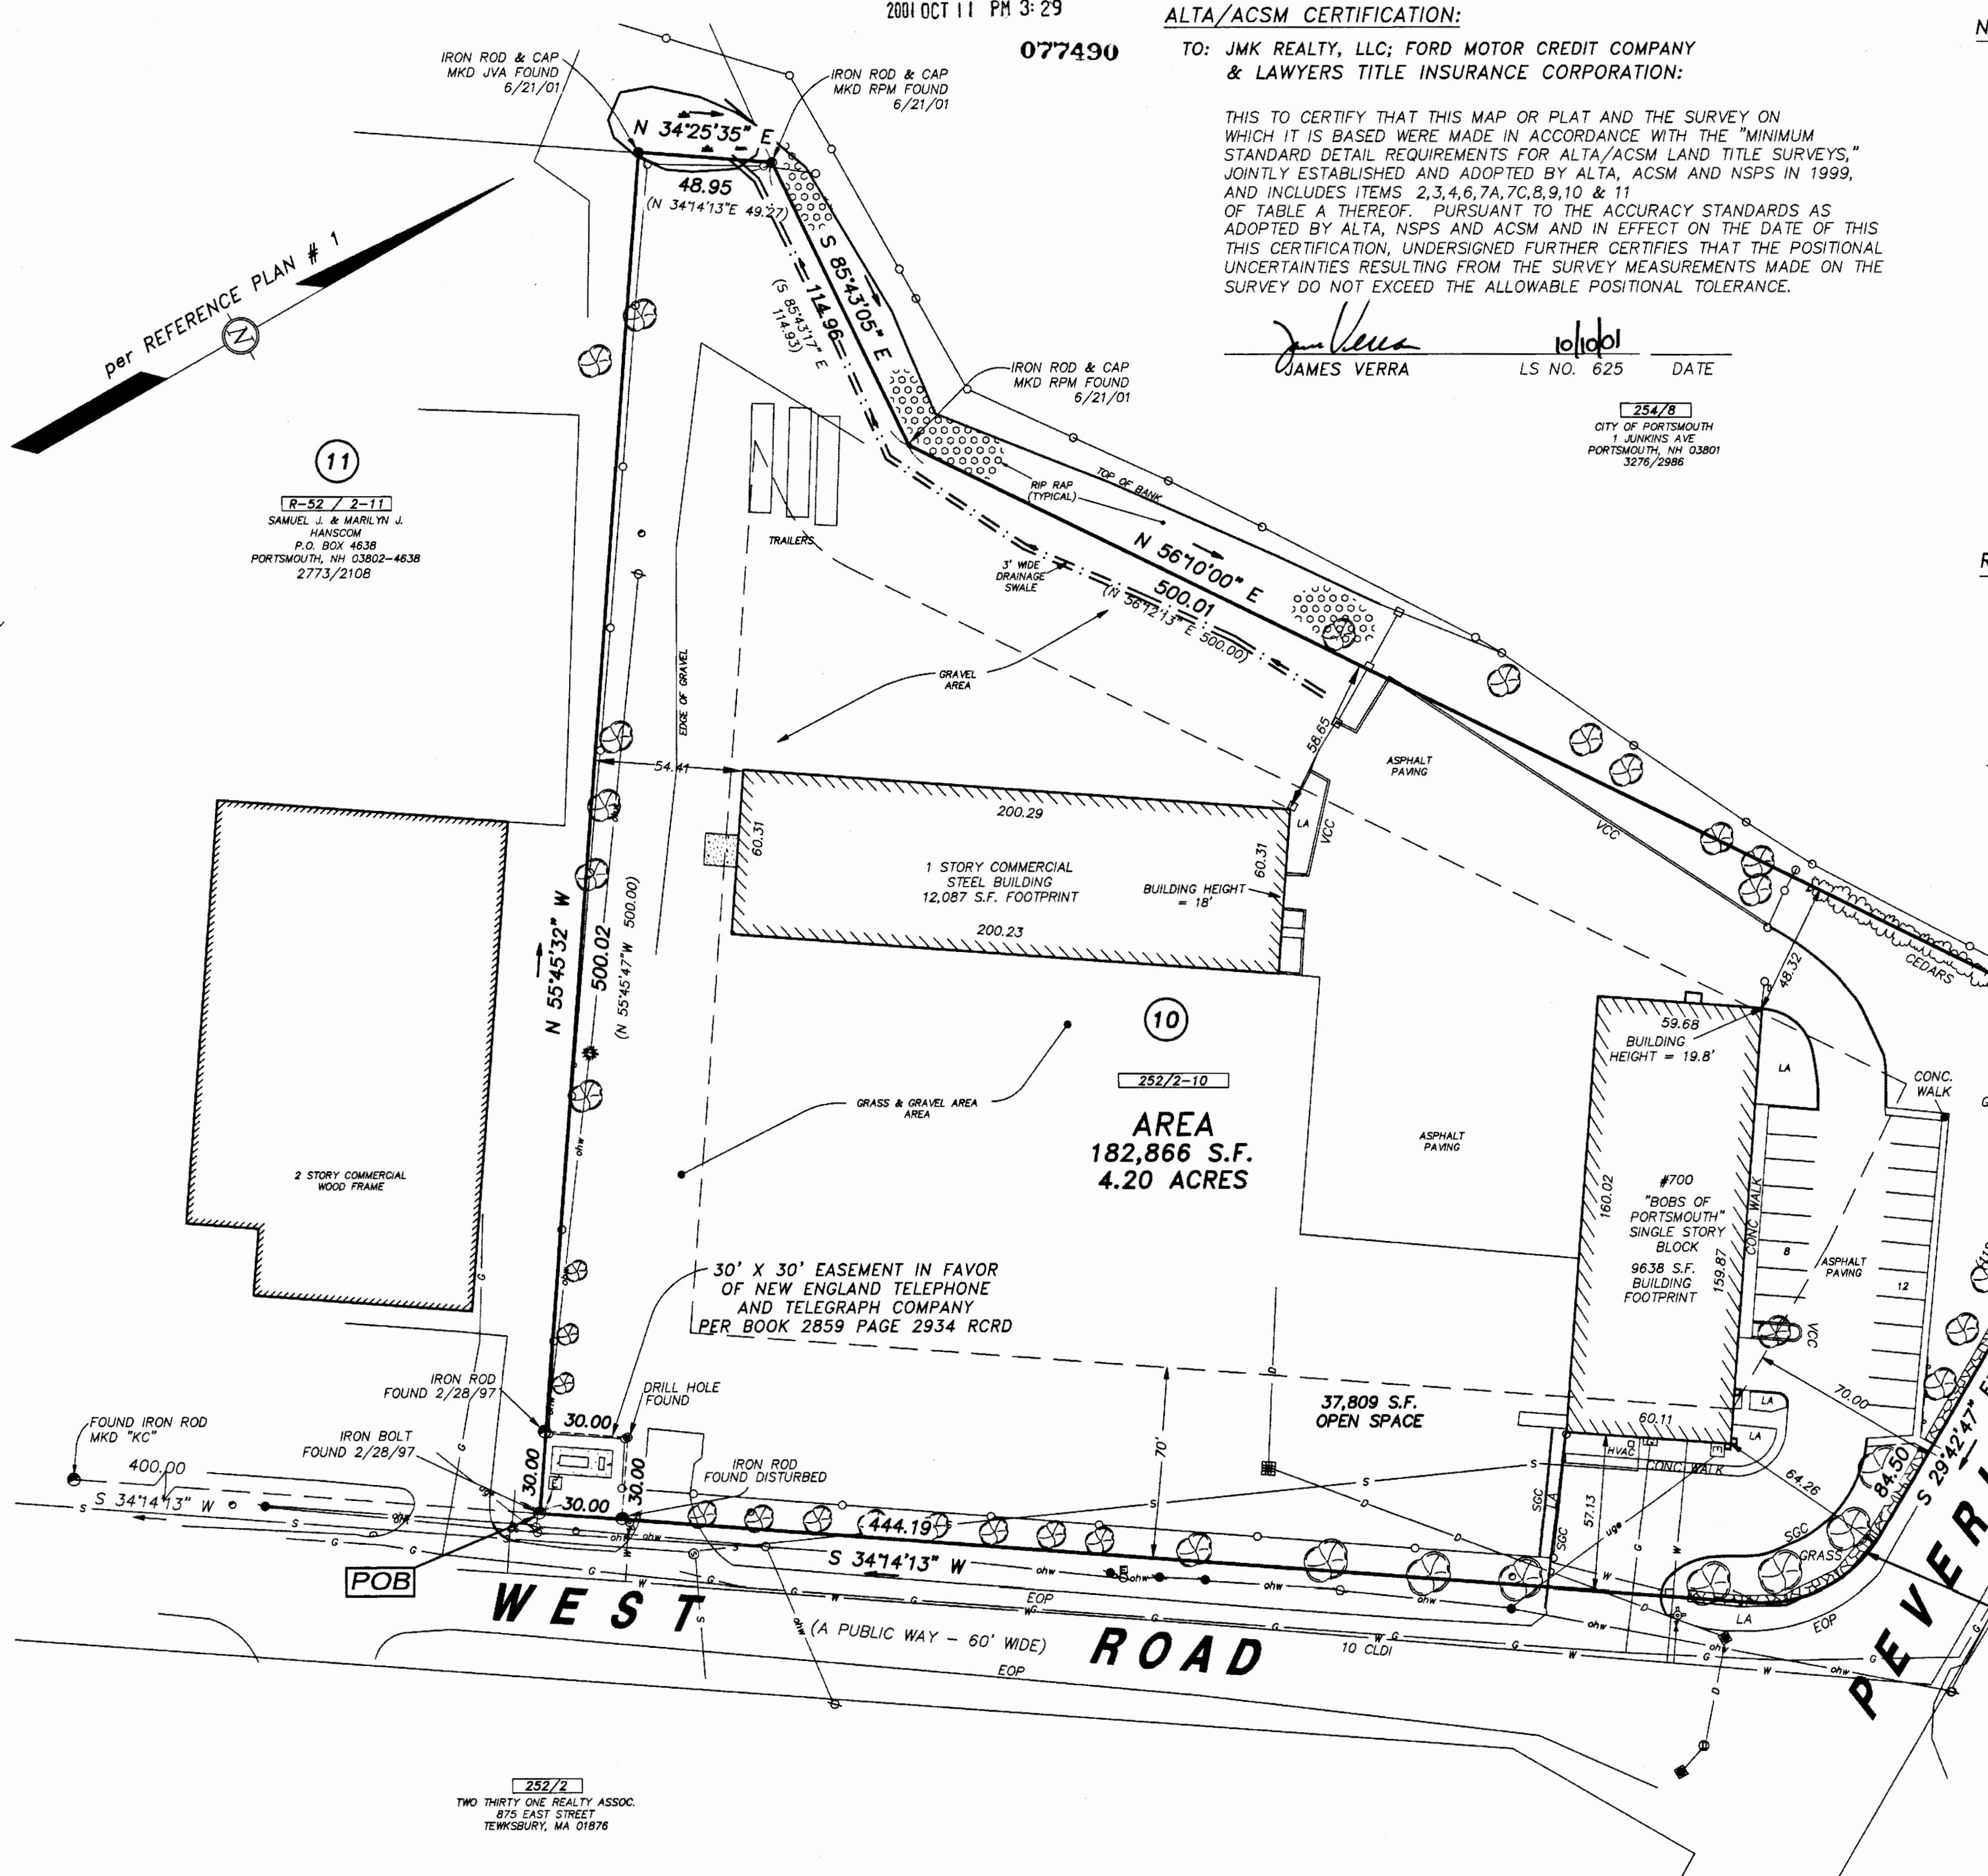 2001 OCT 11 PM 3:29
077490
ALTA/ACSM CERTIFICATION:
TO: JMK REALTY, LLC; FORD MOTOR CREDIT COMPANY
& LAWYERS TITLE INSURANCE CORPORATION:
THIS TO CERTIFY THAT THIS MAP OR PLAT AND THE SURVEY ON
WHICH IT IS BASED WERE MADE IN ACCORDANCE WITH THE "MINIMUM
STANDARD DETAIL REQUIREMENTS FOR ALTA/ACSM LAND TITLE SURVEYS,"
JOINTLY ESTABLISHED AND ADOPTED BY ALTA, ACSM AND NSPS IN 1999,
AND INCLUDES ITEMS 2,3,4,6,7A,7C,8,9,10 & 11
OF TABLE A THEREOF. PURSUANT TO THE ACCURACY STANDARDS AS
ADOPTED BY ALTA, NSPS AND ACSM AND IN EFFECT ON THE DATE OF THIS
THIS CERTIFICATION, UNDERSIGNED FURTHER CERTIFIES THAT THE POSITIONAL
UNCERTAINTIES RESULTING FROM THE SURVEY MEASUREMENTS MADE ON THE
SURVEY DO NOT EXCEED THE ALLOWABLE POSITIONAL TOLERANCE.
James Verra
10/10/01
JAMES VERRA
LS NO. 625
DATE
254/8
CITY OF PORTSMOUTH
1 JUNKINS AVE
PORTSMOUTH, NH 03801
3276/2986
IRON ROD & CAP
MKD JVA FOUND
6/21/01
IRON ROD & CAP
MKD RPM FOUND
6/21/01
N 34°25'35" E
48.95
(N 34°14'13"E 49.27)
per REFERENCE PLAN # 1
N
S 85°43'05" E
114.96
(S 85°43'17" E
114.93)
IRON ROD & CAP
MKD RPM FOUND
6/21/01
11
R-52 / 2-11
SAMUEL J. & MARILYN J.
HANSCOM
P.O. BOX 4638
PORTSMOUTH, NH 03802-4638
2773/2108
TRAILERS
RIP RAP
(TYPICAL)
TOP OF BANK
3' WIDE
DRAINAGE
SWALE
N 56°10'00" E
500.01
(N 56°12'13" E 500.00)
GRAVEL
AREA
EDGE OF GRAVEL
54.41
58.65
ASPHALT
PAVING
200.29
60.31
1 STORY COMMERCIAL
STEEL BUILDING
12,087 S.F. FOOTPRINT
BUILDING HEIGHT
= 18'
60.31
200.23
LA
VCC
VCC
CEDARS
48.32
N 55°45'32" W
500.02
(N 55°45'47"W 500.00)
10
252/2-10
AREA
182,866 S.F.
4.20 ACRES
GRASS & GRAVEL AREA
AREA
ASPHALT
PAVING
59.68
BUILDING
HEIGHT = 19.8'
LA
CONC.
WALK
2 STORY COMMERCIAL
WOOD FRAME
#700
"BOBS OF
PORTSMOUTH"
SINGLE STORY
BLOCK
9638 S.F.
BUILDING
FOOTPRINT
160.02
159.87
CONC WALK
8
ASPHALT
PAVING
12
VCC
30' X 30' EASEMENT IN FAVOR
OF NEW ENGLAND TELEPHONE
AND TELEGRAPH COMPANY
PER BOOK 2859 PAGE 2934 RCRD
IRON ROD
FOUND 2/28/97
DRILL HOLE
FOUND
FOUND IRON ROD
MKD "KC"
IRON BOLT
FOUND 2/28/97
30.00
30.00
30.00
30.00
IRON ROD
FOUND DISTURBED
400.00
S 34°14'13" W
37,809 S.F.
OPEN SPACE
70'
60.11
HVAC
CONC. WALK
LA
LA
70.00
64.26
57.13
84.50
S 29°42'47" E
SGC
LA
SGC
SGC
GRASS
uge
444.19
S 34°14'13" W
POB
WEST ROAD
(A PUBLIC WAY – 60' WIDE)
EOP
EOP
10 CLDI
LA
EOP
PEVERL
252/2
TWO THIRTY ONE REALTY ASSOC.
875 EAST STREET
TEWKSBURY, MA 01876